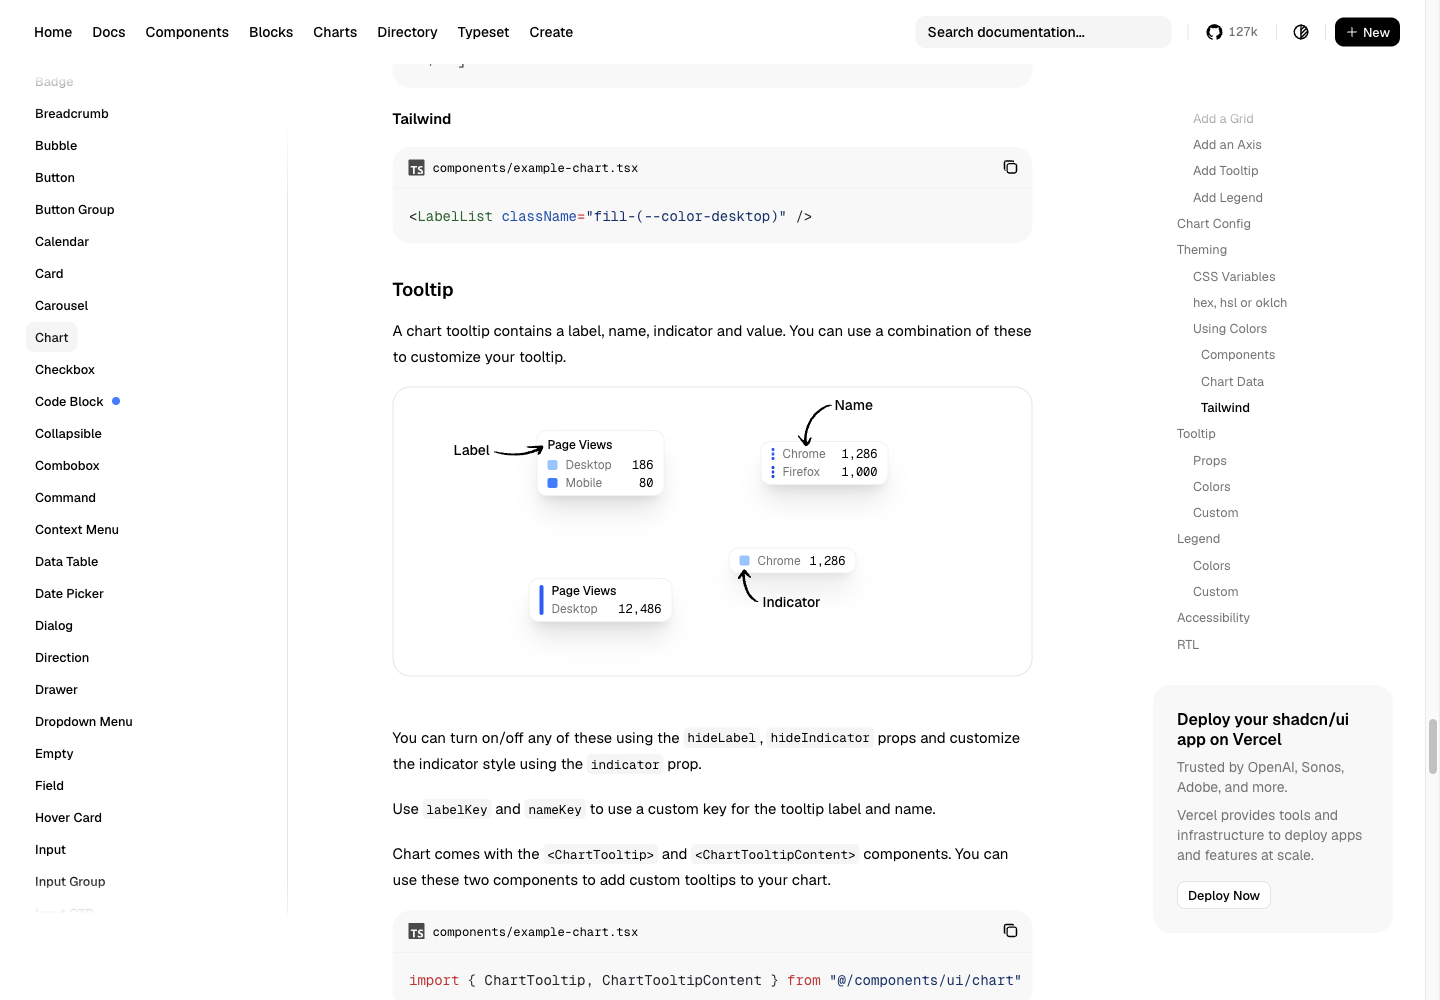 Home Docs Components Blocks Charts Directory Typeset Create
Search documentation...
127k
New
Badge
Breadcrumb
Bubble
Button
Button Group
Calendar
Card
Carousel
Chart
Checkbox
Code Block
Collapsible
Combobox
Command
Context Menu
Data Table
Date Picker
Dialog
Direction
Drawer
Dropdown Menu
Empty
Field
Hover Card
Input
Input Group
Tailwind
TS components/example-chart.tsx
<LabelList className="fill-(--color-desktop)" />
Tooltip
A chart tooltip contains a label, name, indicator and value. You can use a combination of these
to customize your tooltip.
Label
Page Views
Desktop 186
Mobile 80
Name
Chrome 1,286
Firefox 1,000
Page Views
Desktop 12,486
Chrome 1,286
Indicator
You can turn on/off any of these using the hideLabel, hideIndicator props and customize
the indicator style using the indicator prop.
Use labelKey and nameKey to use a custom key for the tooltip label and name.
Chart comes with the <ChartTooltip> and <ChartTooltipContent> components. You can
use these two components to add custom tooltips to your chart.
TS components/example-chart.tsx
import { ChartTooltip, ChartTooltipContent } from "@/components/ui/chart"
Add a Grid
Add an Axis
Add Tooltip
Add Legend
Chart Config
Theming
CSS Variables
hex, hsl or oklch
Using Colors
Components
Chart Data
Tailwind
Tooltip
Props
Colors
Custom
Legend
Colors
Custom
Accessibility
RTL
Deploy your shadcn/ui
app on Vercel
Trusted by OpenAI, Sonos,
Adobe, and more.
Vercel provides tools and
infrastructure to deploy apps
and features at scale.
Deploy Now